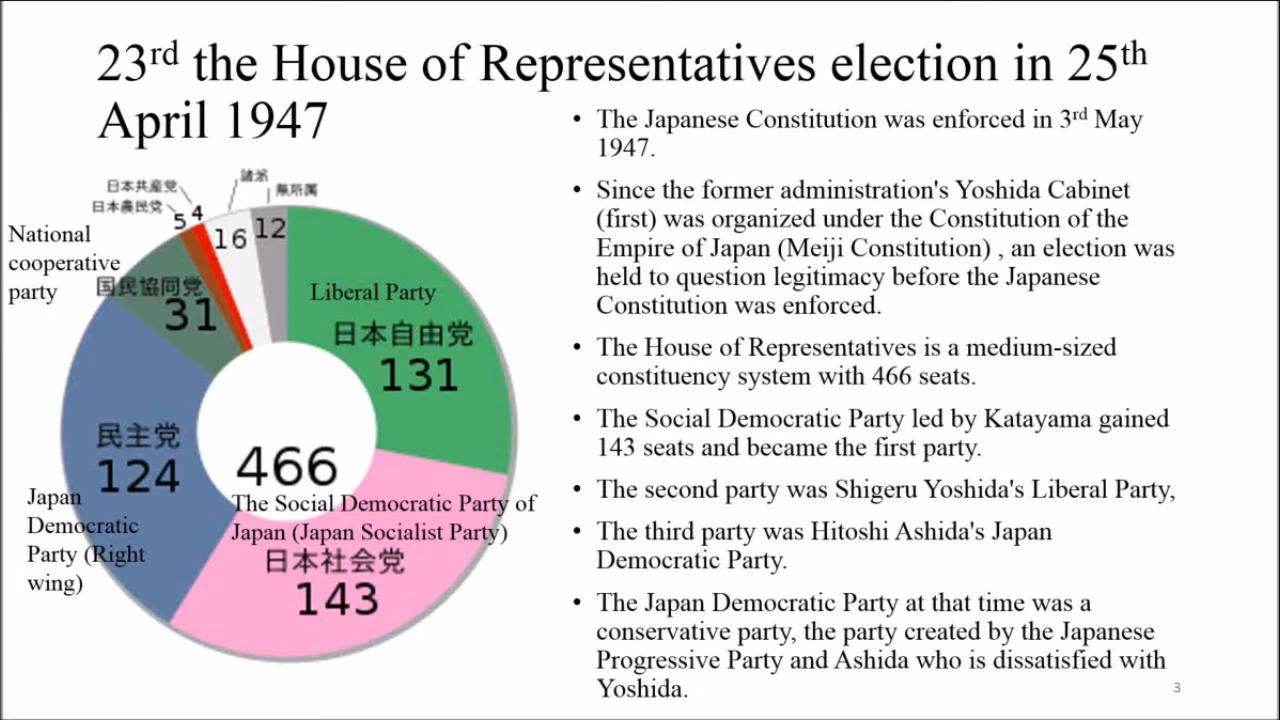 23rd the House of Representatives election in 25th
April 1947
日本共産党
日本農民党
諸派
無所属
5
4
16
12
National
cooperative
party
国民協同党
31
Liberal Party
日本自由党
131
民主党
124
466
Japan
Democratic
Party (Right
wing)
The Social Democratic Party of
Japan (Japan Socialist Party)
日本社会党
143
• The Japanese Constitution was enforced in 3rd May
1947.
• Since the former administration's Yoshida Cabinet
(first) was organized under the Constitution of the
Empire of Japan (Meiji Constitution) , an election was
held to question legitimacy before the Japanese
Constitution was enforced.
• The House of Representatives is a medium-sized
constituency system with 466 seats.
• The Social Democratic Party led by Katayama gained
143 seats and became the first party.
• The second party was Shigeru Yoshida's Liberal Party,
• The third party was Hitoshi Ashida's Japan
Democratic Party.
• The Japan Democratic Party at that time was a
conservative party, the party created by the Japanese
Progressive Party and Ashida who is dissatisfied with
Yoshida.
3